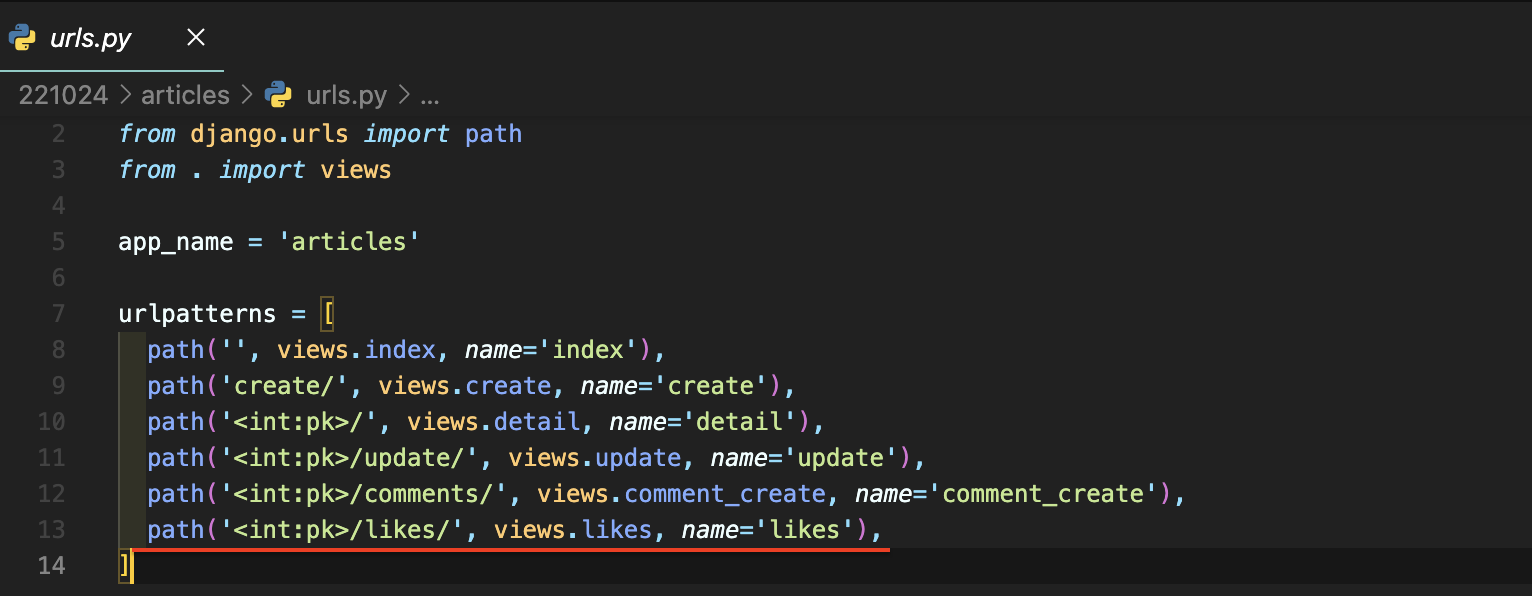 urls.py
221024 > articles > urls.py > ...
2 from django.urls import path
3 from . import views
4
5 app_name = 'articles'
6
7 urlpatterns = [
8 path('', views.index, name='index'),
9 path('create/', views.create, name='create'),
10 path('<int:pk>/', views.detail, name='detail'),
11 path('<int:pk>/update/', views.update, name='update'),
12 path('<int:pk>/comments/', views.comment_create, name='comment_create'),
13 path('<int:pk>/likes/', views.likes, name='likes'),
14 ]